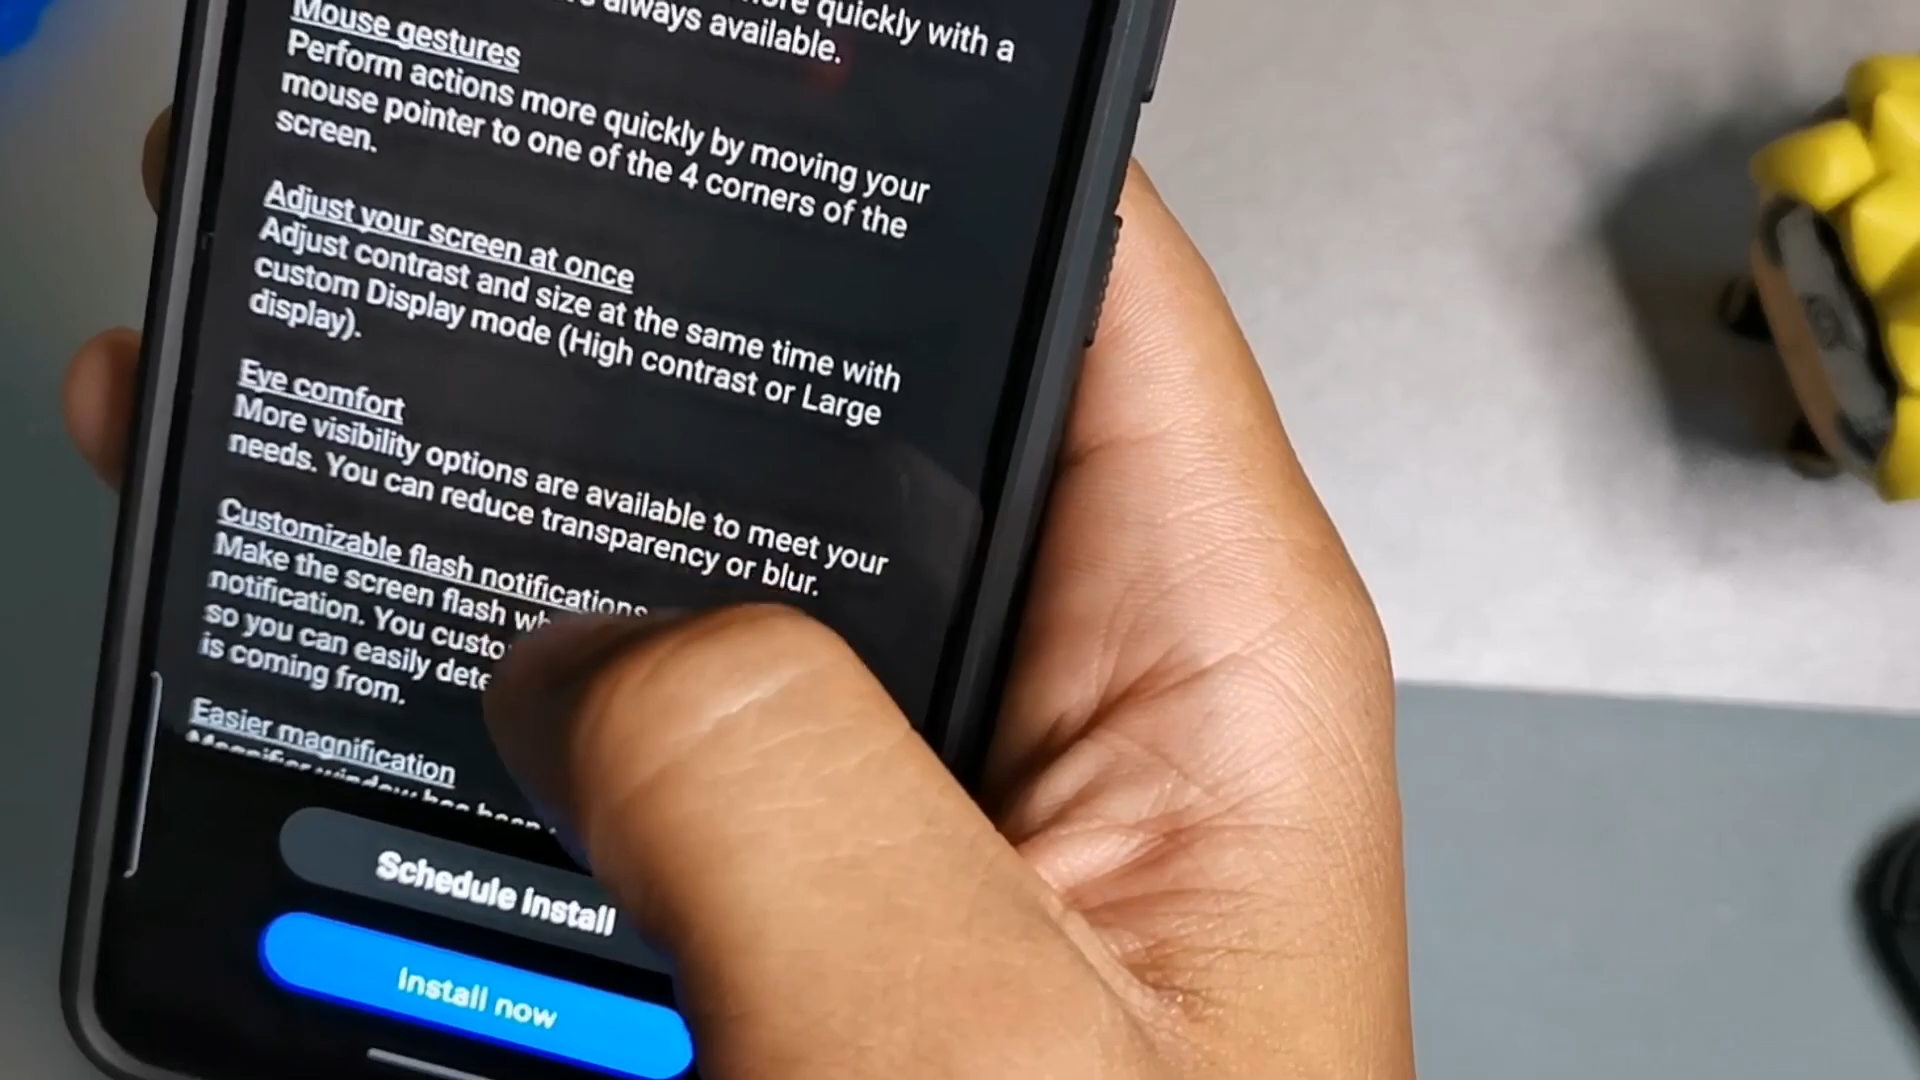 quickly with a
always available.
Mouse gestures
Perform actions more quickly by moving your
mouse pointer to one of the 4 corners of the
screen.
Adjust your screen at once
Adjust contrast and size at the same time with
custom Display mode (High contrast or Large
display).
Eye comfort
More visibility options are available to meet your
needs. You can reduce transparency or blur.
Customizable flash notifications
Make the screen flash
notification. You
so you can easily
is coming from.
Easier magnification
Magnifier window has been
Schedule install
Install now